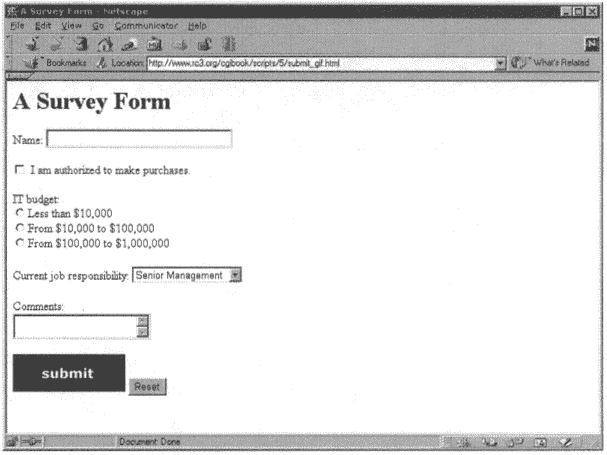 A Survey Form - Netscape
File Edit View Go Communicator Help
Bookmarks Location: http://www.rc3.org/cgibook/scripts/5/submit_gif.html What's Related
A Survey Form
Name:
I am authorized to make purchases.
IT budget:
Less than $10,000
From $10,000 to $100,000
From $100,000 to $1,000,000
Current job responsibility: Senior Management
Comments:
submit Reset
Document: Done